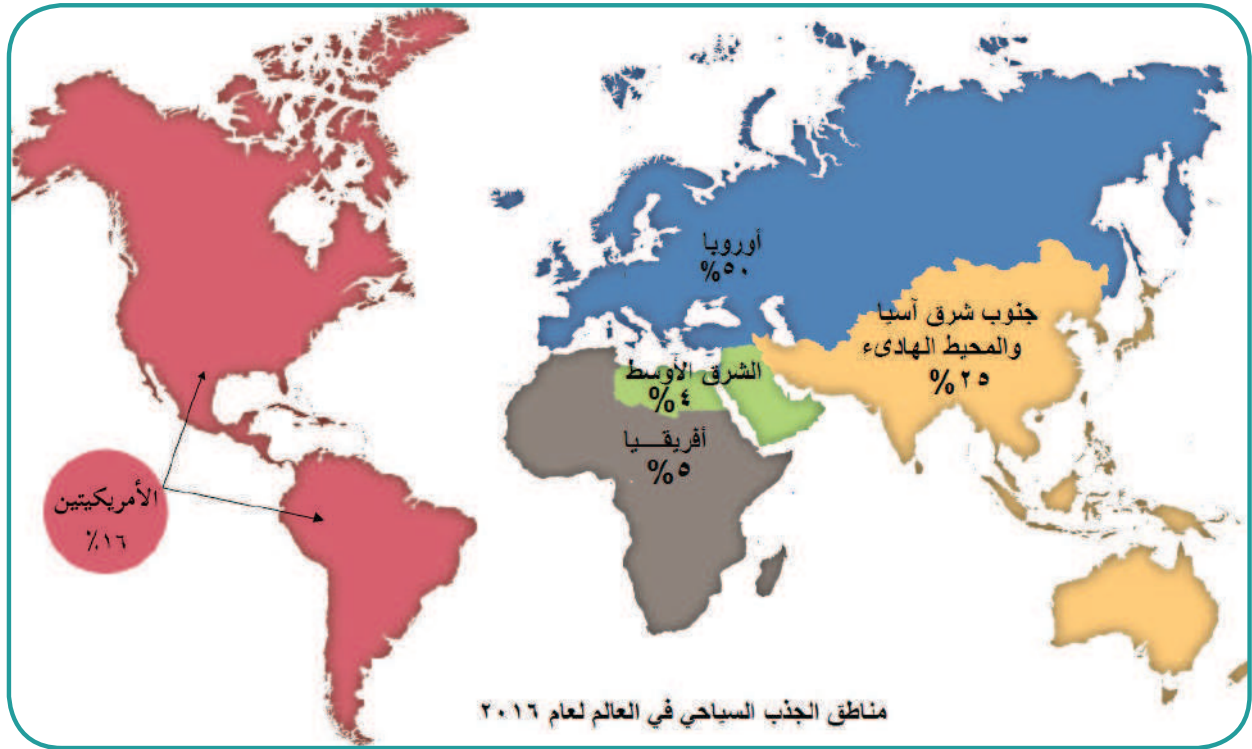 أوروبا
%٥٠
جنوب شرق آسيا
والمحيط الهادىء
%٢٥
الشرق الأوسط
%٤
أفريقـــيا
%٥
الأمريكيتين
٪١٦
مناطق الجذب السياحي في العالم لعام ٢٠١٦